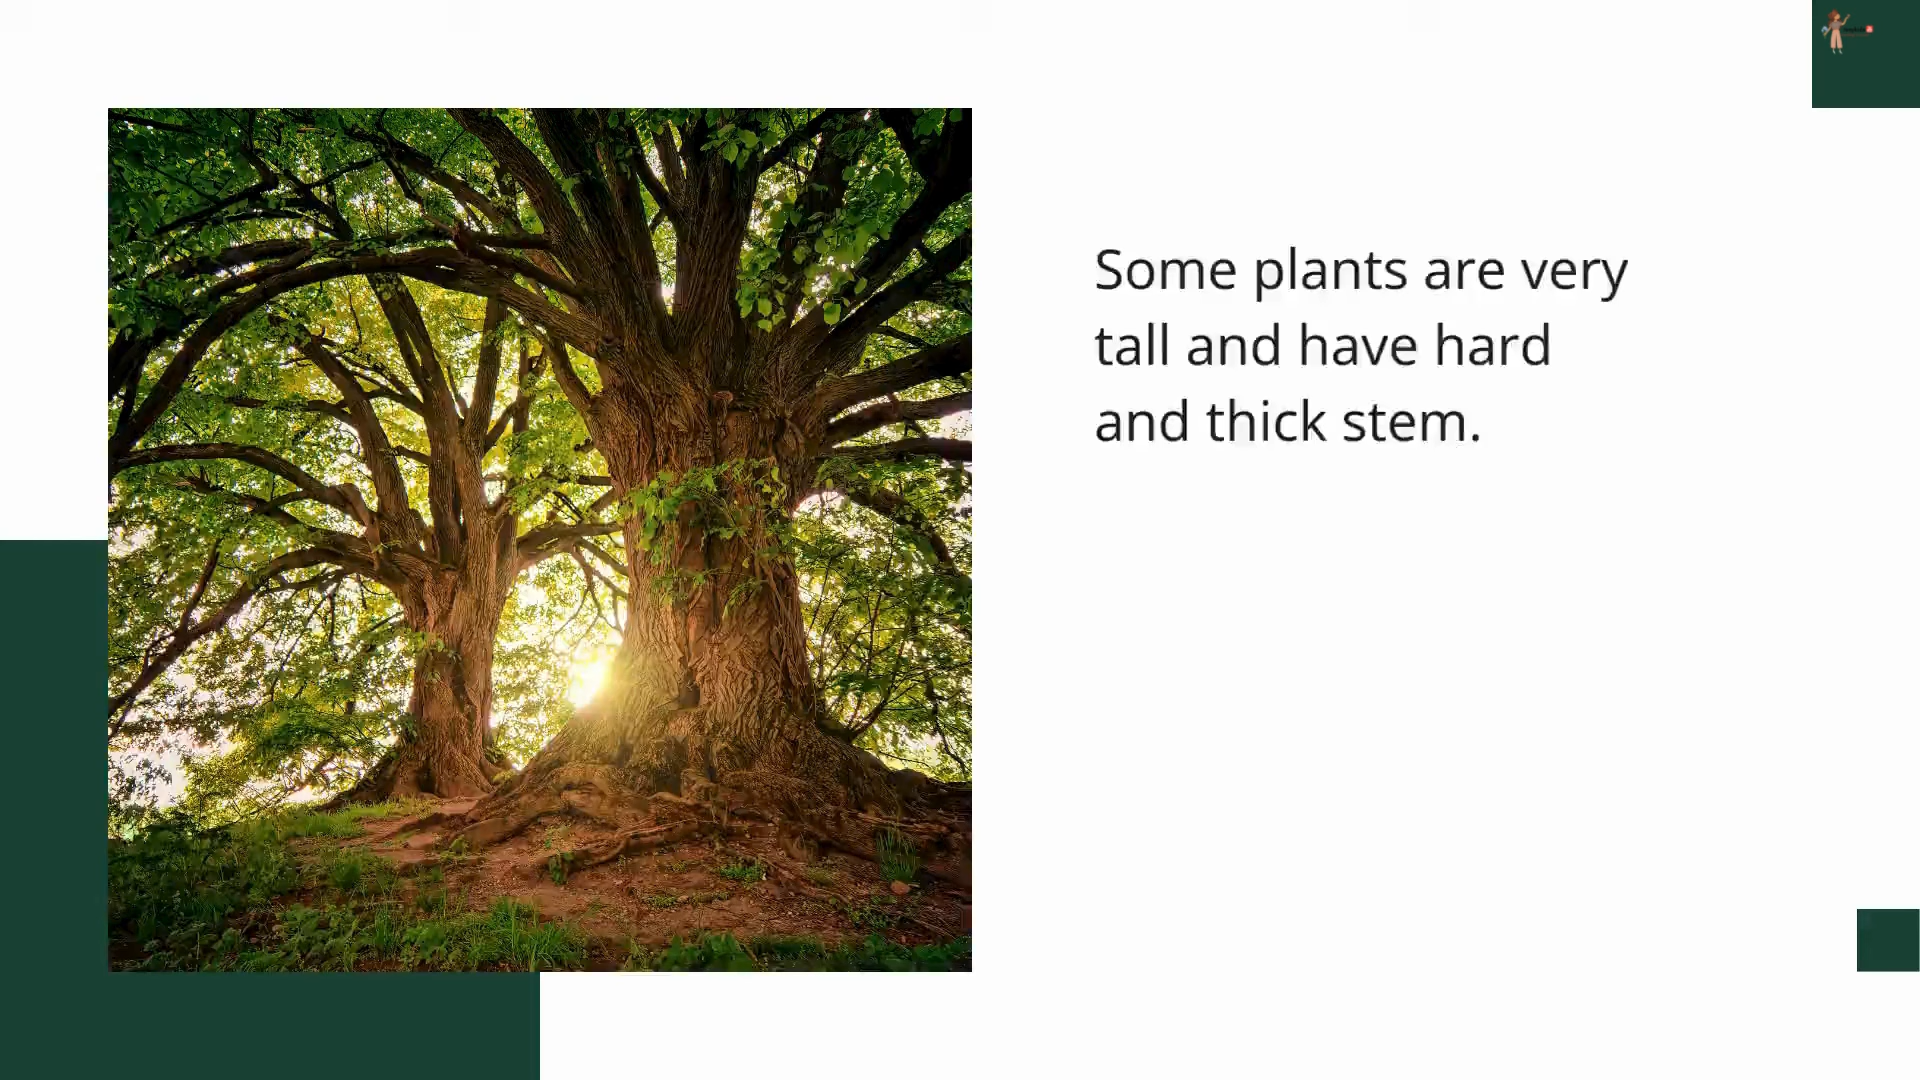 Some plants are very
tall and have hard
and thick stem.